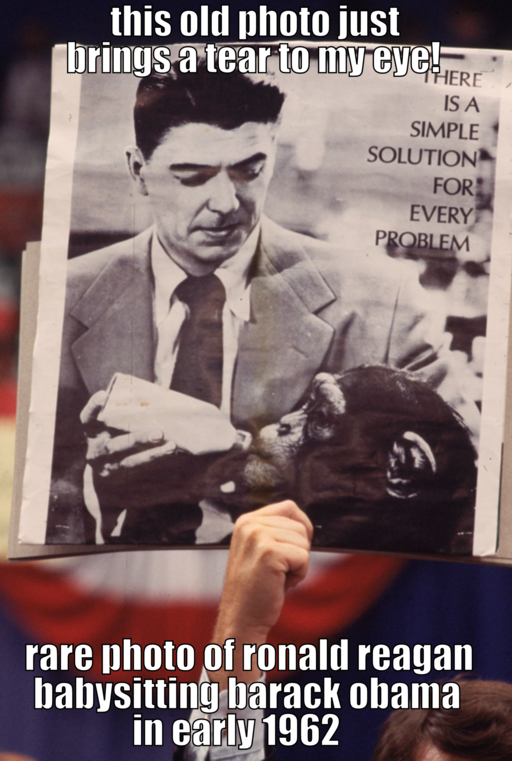 this old photo just
brings a tear to my eye!
THERE
IS A
SIMPLE
SOLUTION
FOR
EVERY
PROBLEM
rare photo of ronald reagan
babysitting barack obama
in early 1962